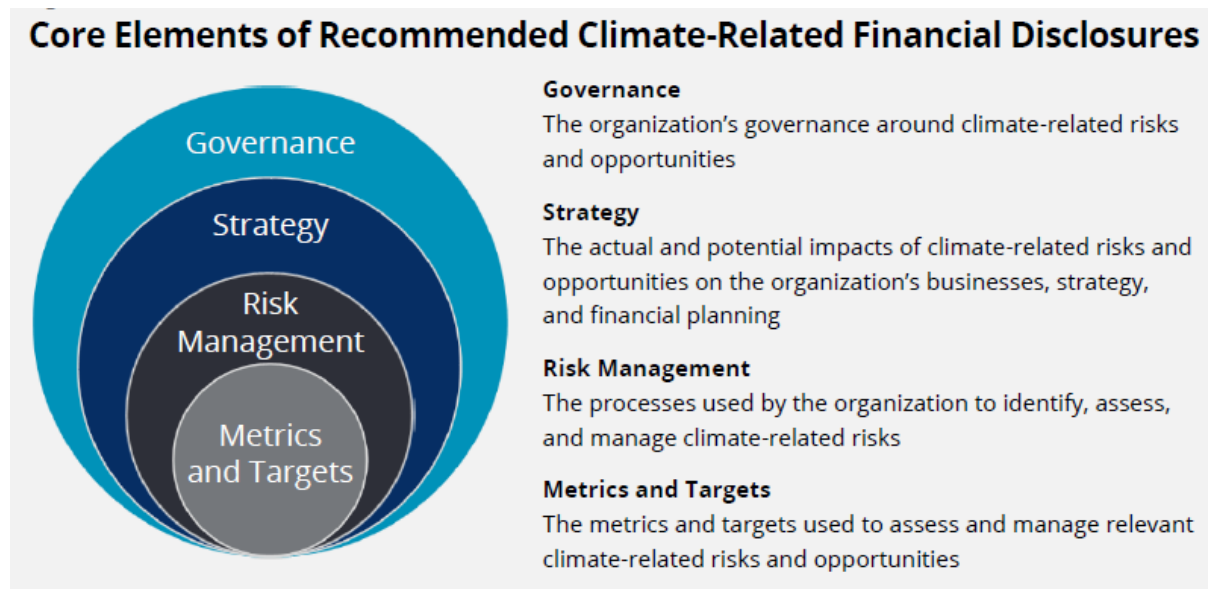 Core Elements of Recommended Climate-Related Financial Disclosures
Governance
Strategy
Risk
Management
Metrics
and Targets
Governance
The organization’s governance around climate-related risks
and opportunities
Strategy
The actual and potential impacts of climate-related risks and
opportunities on the organization’s businesses, strategy,
and financial planning
Risk Management
The processes used by the organization to identify, assess,
and manage climate-related risks
Metrics and Targets
The metrics and targets used to assess and manage relevant
climate-related risks and opportunities